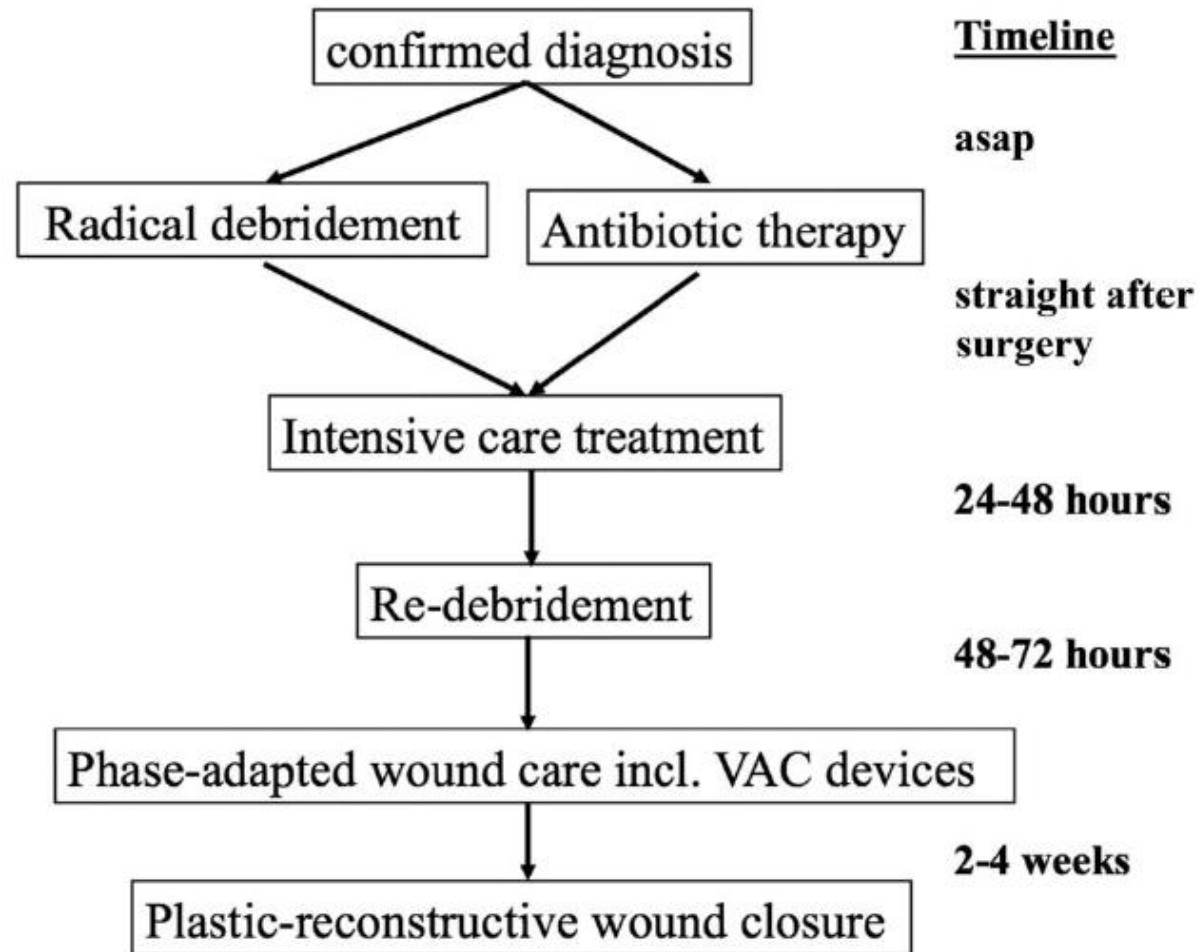 confirmed diagnosis
Timeline
asap
Radical debridement
Antibiotic therapy
straight after
surgery
Intensive care treatment
24-48 hours
Re-debridement
48-72 hours
Phase-adapted wound care incl. VAC devices
2-4 weeks
Plastic-reconstructive wound closure